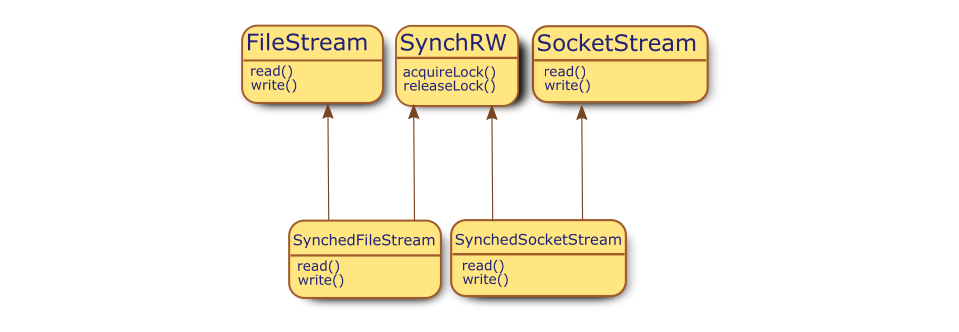 FileStream
read()
write()
SynchRW
acquireLock()
releaseLock()
SocketStream
read()
write()
SynchedFileStream
read()
write()
SynchedSocketStream
read()
write()